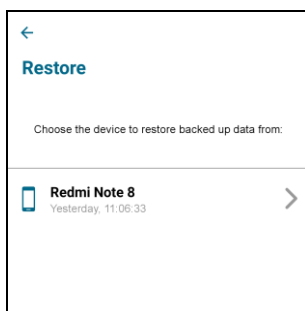 Restore
Choose the device to restore backed up data from:
Redmi Note 8
Yesterday, 11:06:33